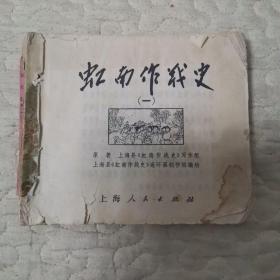 虹南作战史
(一)
原著 上海县《虹南作战史》写作组
上海县《虹南作战史》连环画创作组编绘
上海人民出版社